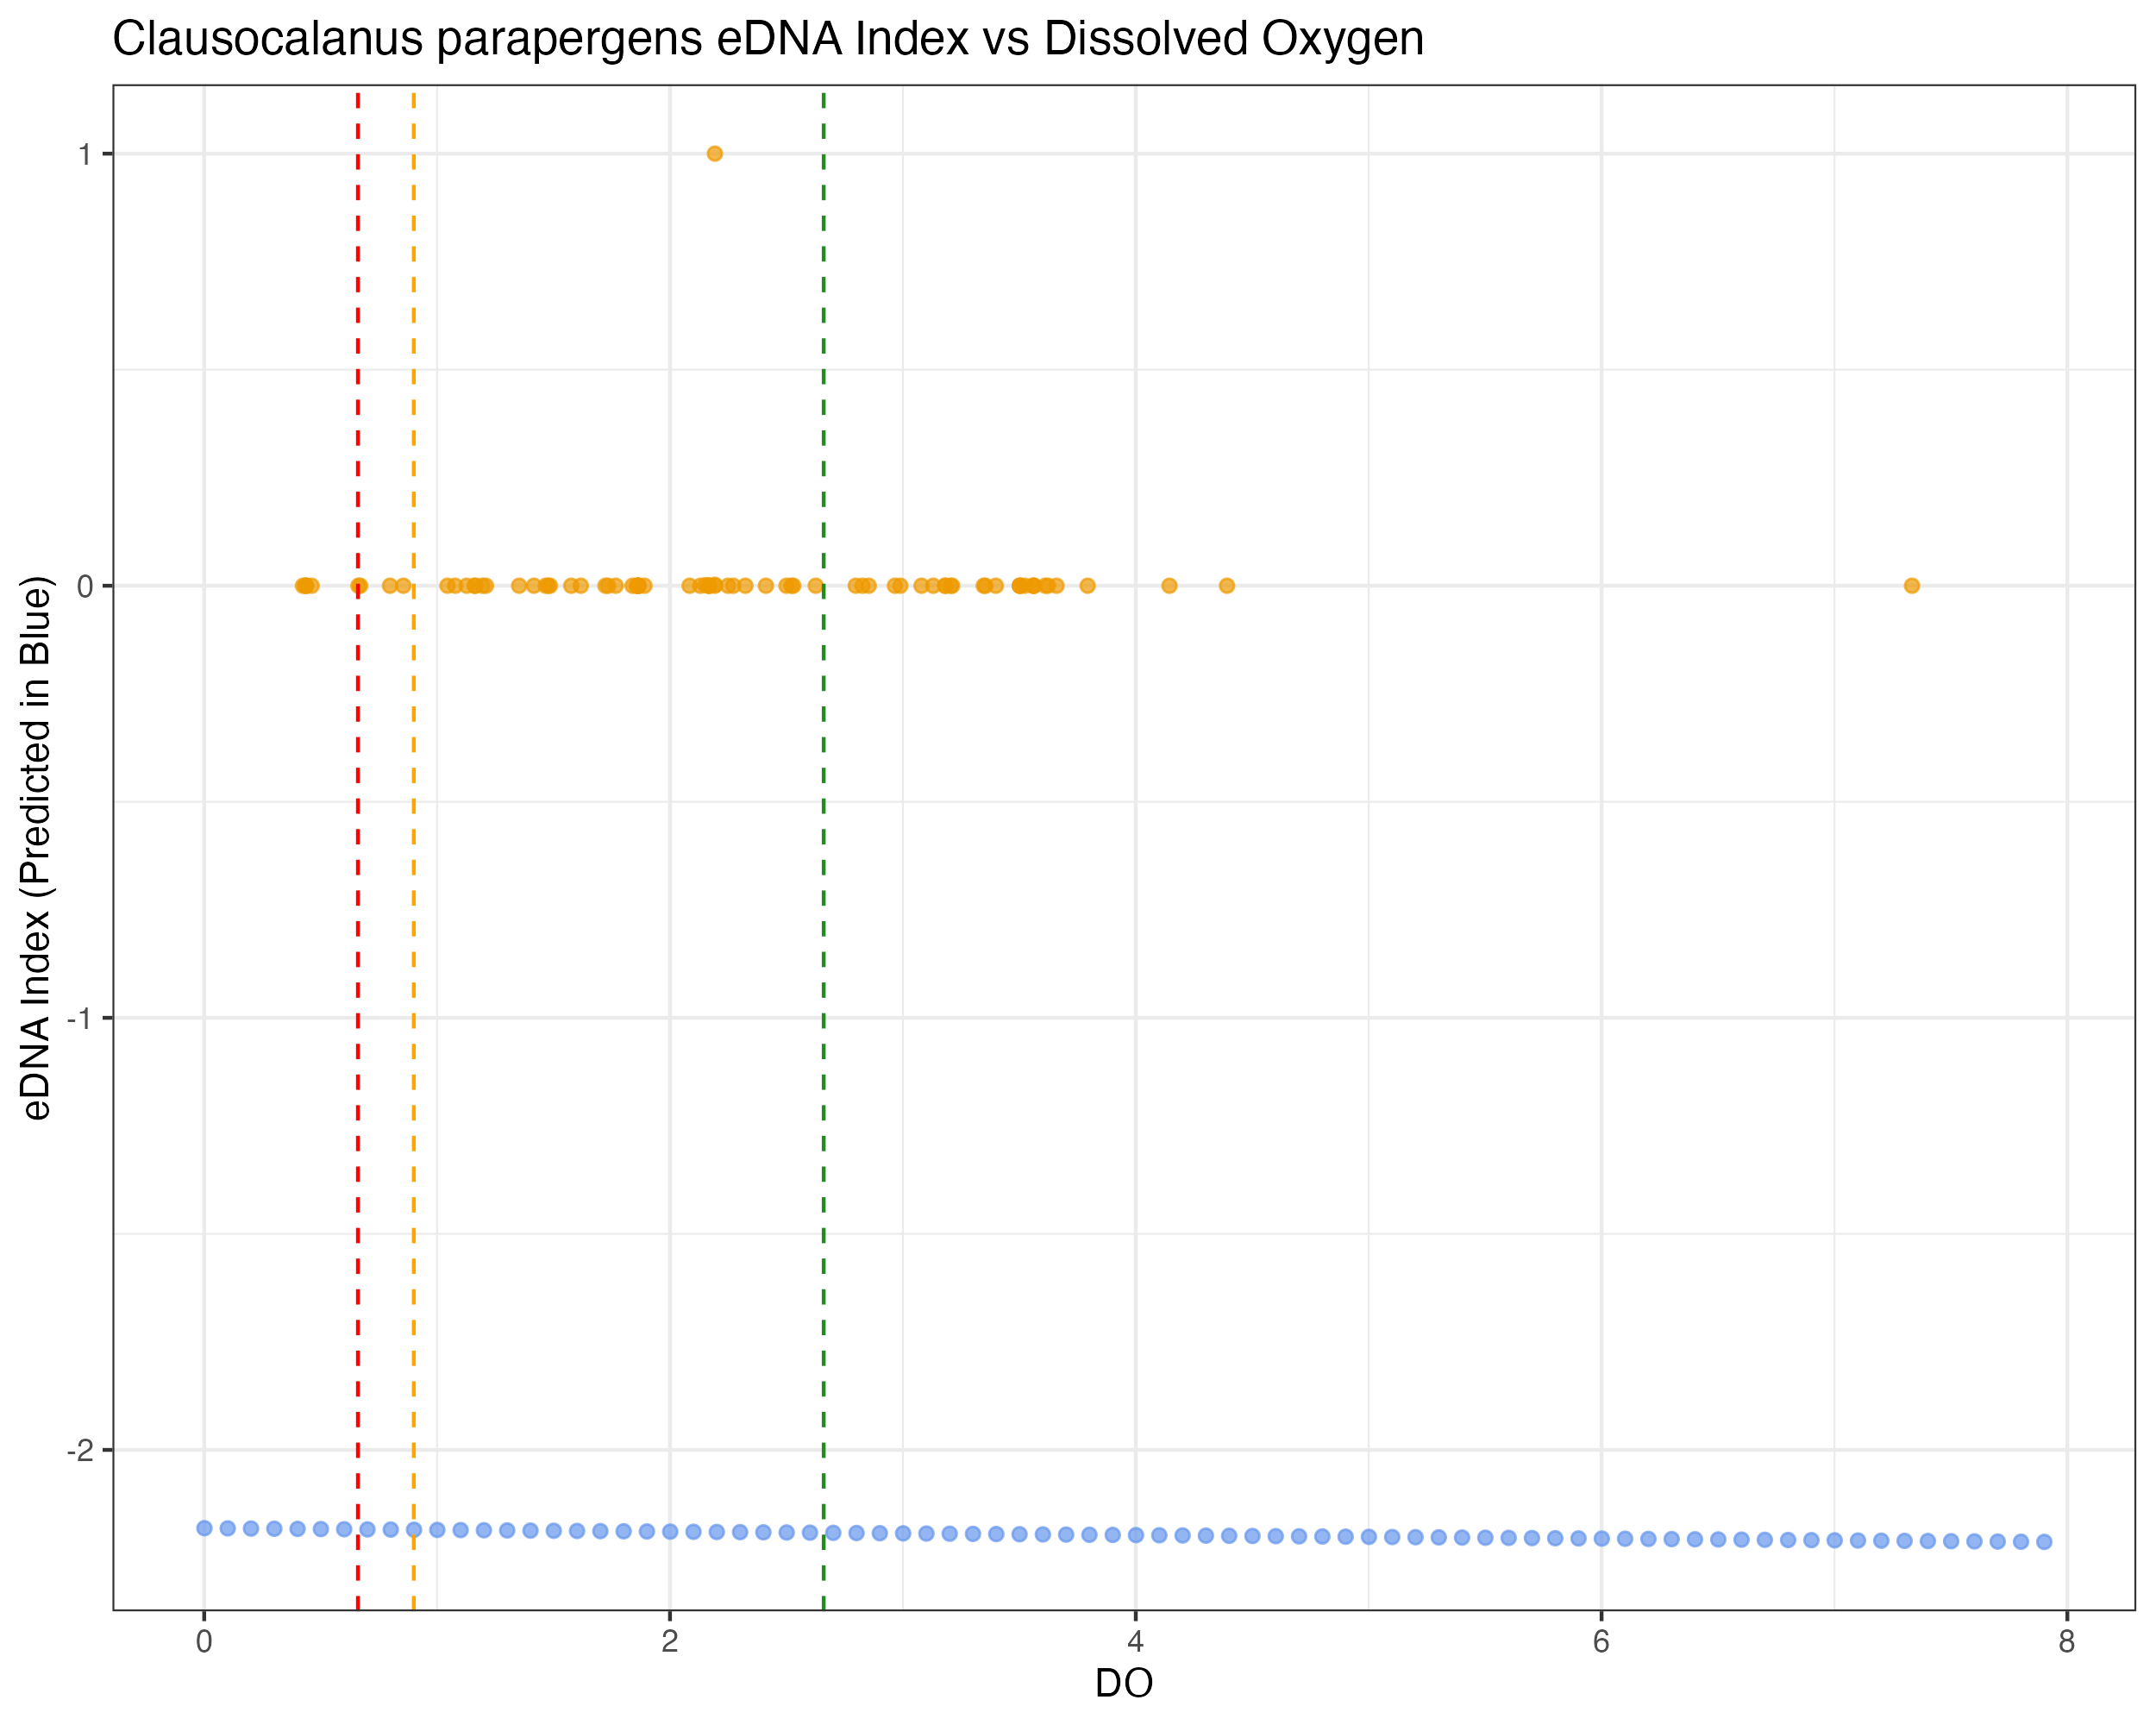 Clausocalanus parapergens eDNA Index vs Dissolved Oxygen
eDNA Index (Predicted in Blue)
1
0
-1
-2
0 2 4 6 8
DO